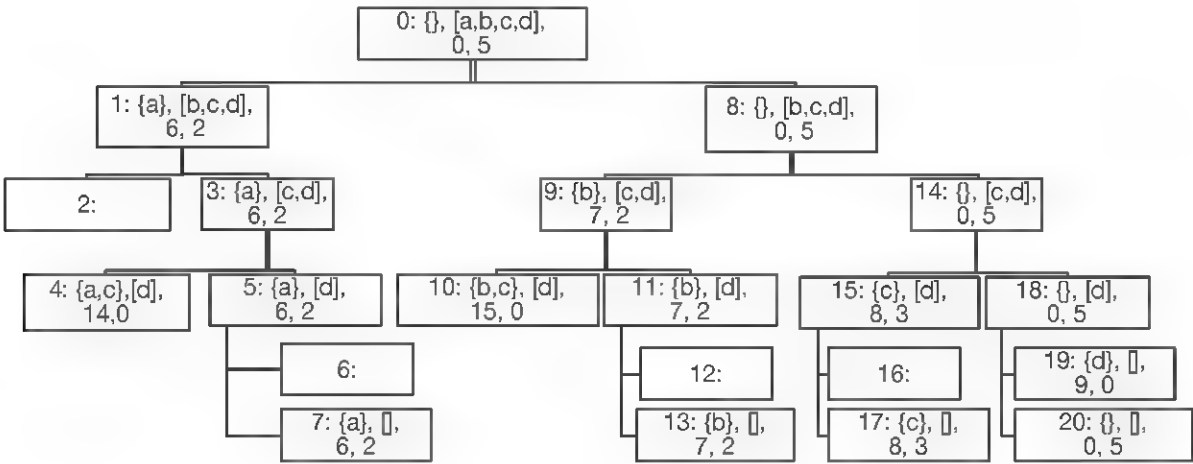 0: {}, [a,b,c,d],
0, 5
1: {a}, [b,c,d],
6, 2
8: {}, [b,c,d],
0, 5
2:
3: {a}, [c,d],
6, 2
9: {b}, [c,d],
7, 2
14: {}, [c,d],
0, 5
4: {a,c},[d],
14,0
5: {a}, [d],
6, 2
10: {b,c}, [d],
15, 0
11: {b}, [d],
7, 2
15: {c}, [d],
8, 3
18: {}, [d],
0, 5
6:
12:
16:
19: {d}, [],
9, 0
7: {a}, [],
6, 2
13: {b}, [],
7, 2
17: {c}, [],
8, 3
20: {}, [],
0, 5